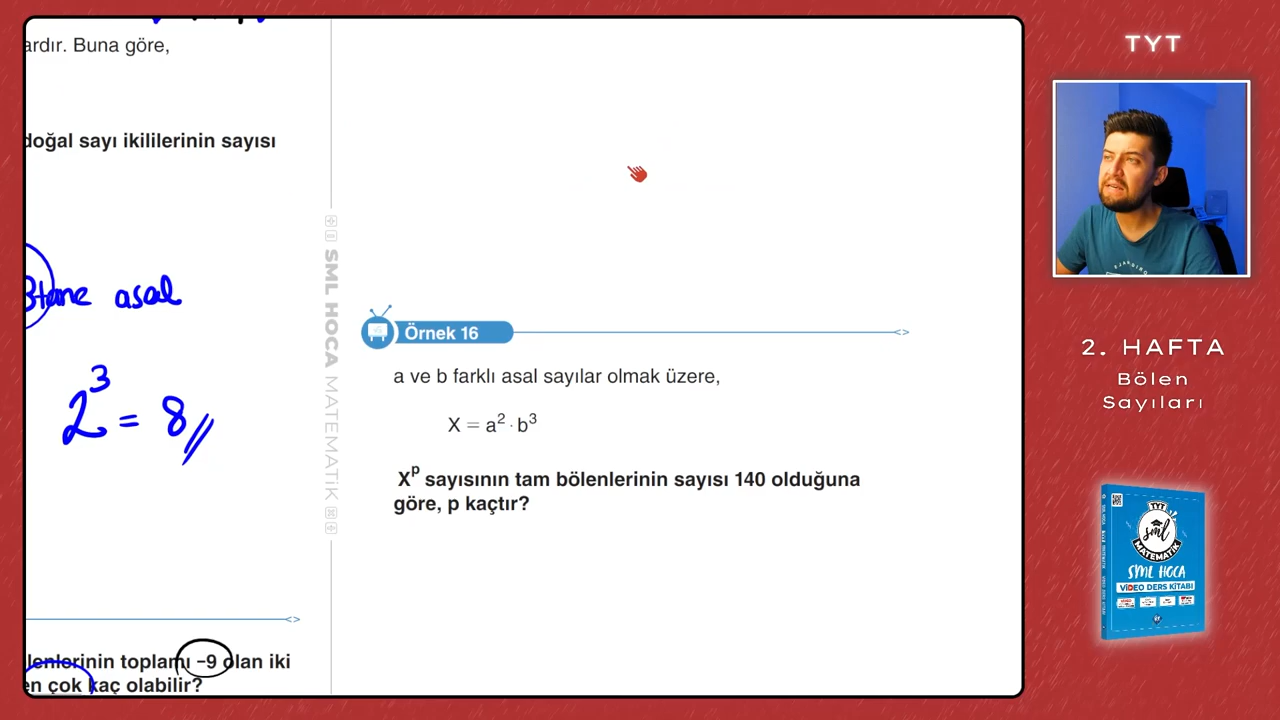 ardır. Buna göre,
doğal sayı ikililerinin sayısı
3 tane asal
2³ = 8
lenlerinin toplamı –9 olan iki
en çok kaç olabilir?
SML HOCA MATEMATİK
Örnek 16
a ve b farklı asal sayılar olmak üzere,
X = a² · b³
Xᵖ sayısının tam bölenlerinin sayısı 140 olduğuna
göre, p kaçtır?
TYT
2. HAFTA
Bölen
Sayıları
TYT
sml
MATEMATİK
SML HOCA
VİDEO DERS KİTABI